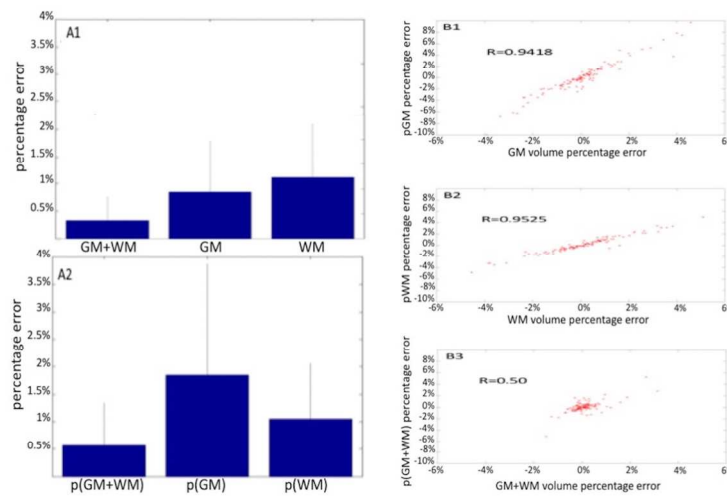 A1
percentage error
4%
3.5%
3%
2.5%
2%
1.5%
1%
0.5%
GM+WM GM WM
A2
4%
3.5%
3%
2.5%
2%
1.5%
1%
0.5%
p(GM+WM) p(GM) p(WM)
B1
R=0.9418
pGM percentage error
8%
6%
4%
2%
0%
-2%
-4%
-6%
-8%
-10%
-6% -4% -2% 0% 2% 4% 6
GM volume percentage error
B2
R=0.9525
pWM percentage error
8%
6%
4%
2%
0%
-2%
-4%
-6%
-8%
-10%
-6% -4% -2% 0% 2% 4% 6
WM volume percentage error
B3
R=0.50
p(GM+WM) percentage error
8%
6%
4%
2%
0%
-2%
-4%
-6%
-8%
-10%
-6% -4% -2% 0% 2% 4% 6
GM+WM volume percentage error